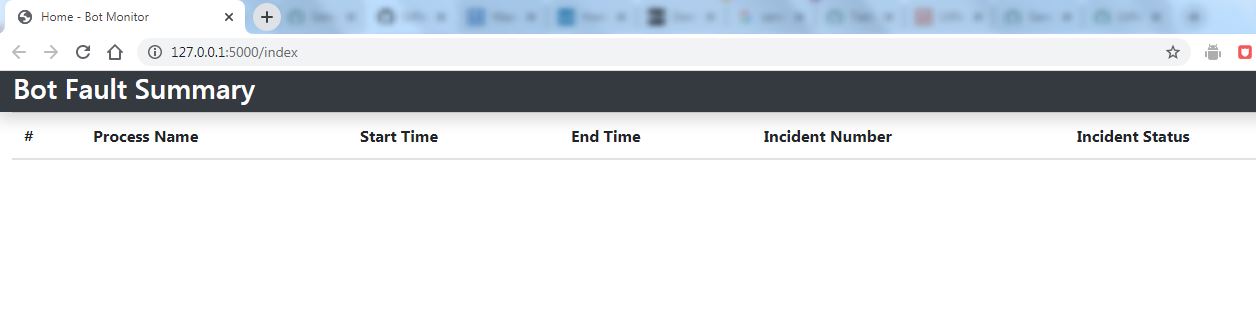 Home - Bot Monitor
127.0.0.1:5000/index
Bot Fault Summary
# Process Name Start Time End Time Incident Number Incident Status